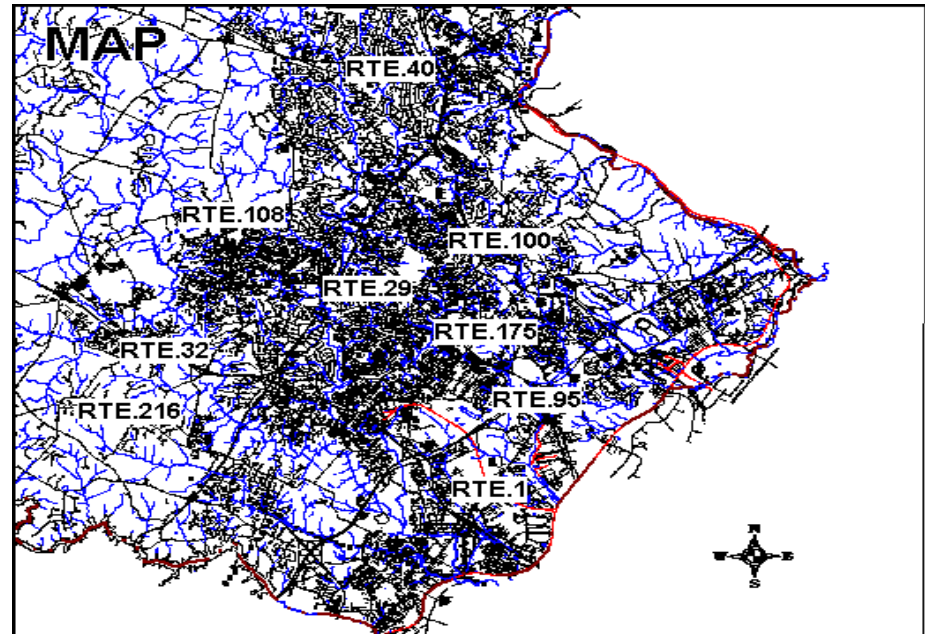 MAP
RTE.40
RTE.108
RTE.100
RTE.29
RTE.175
RTE.32
RTE.95
RTE.216
RTE.1
N
W E
S